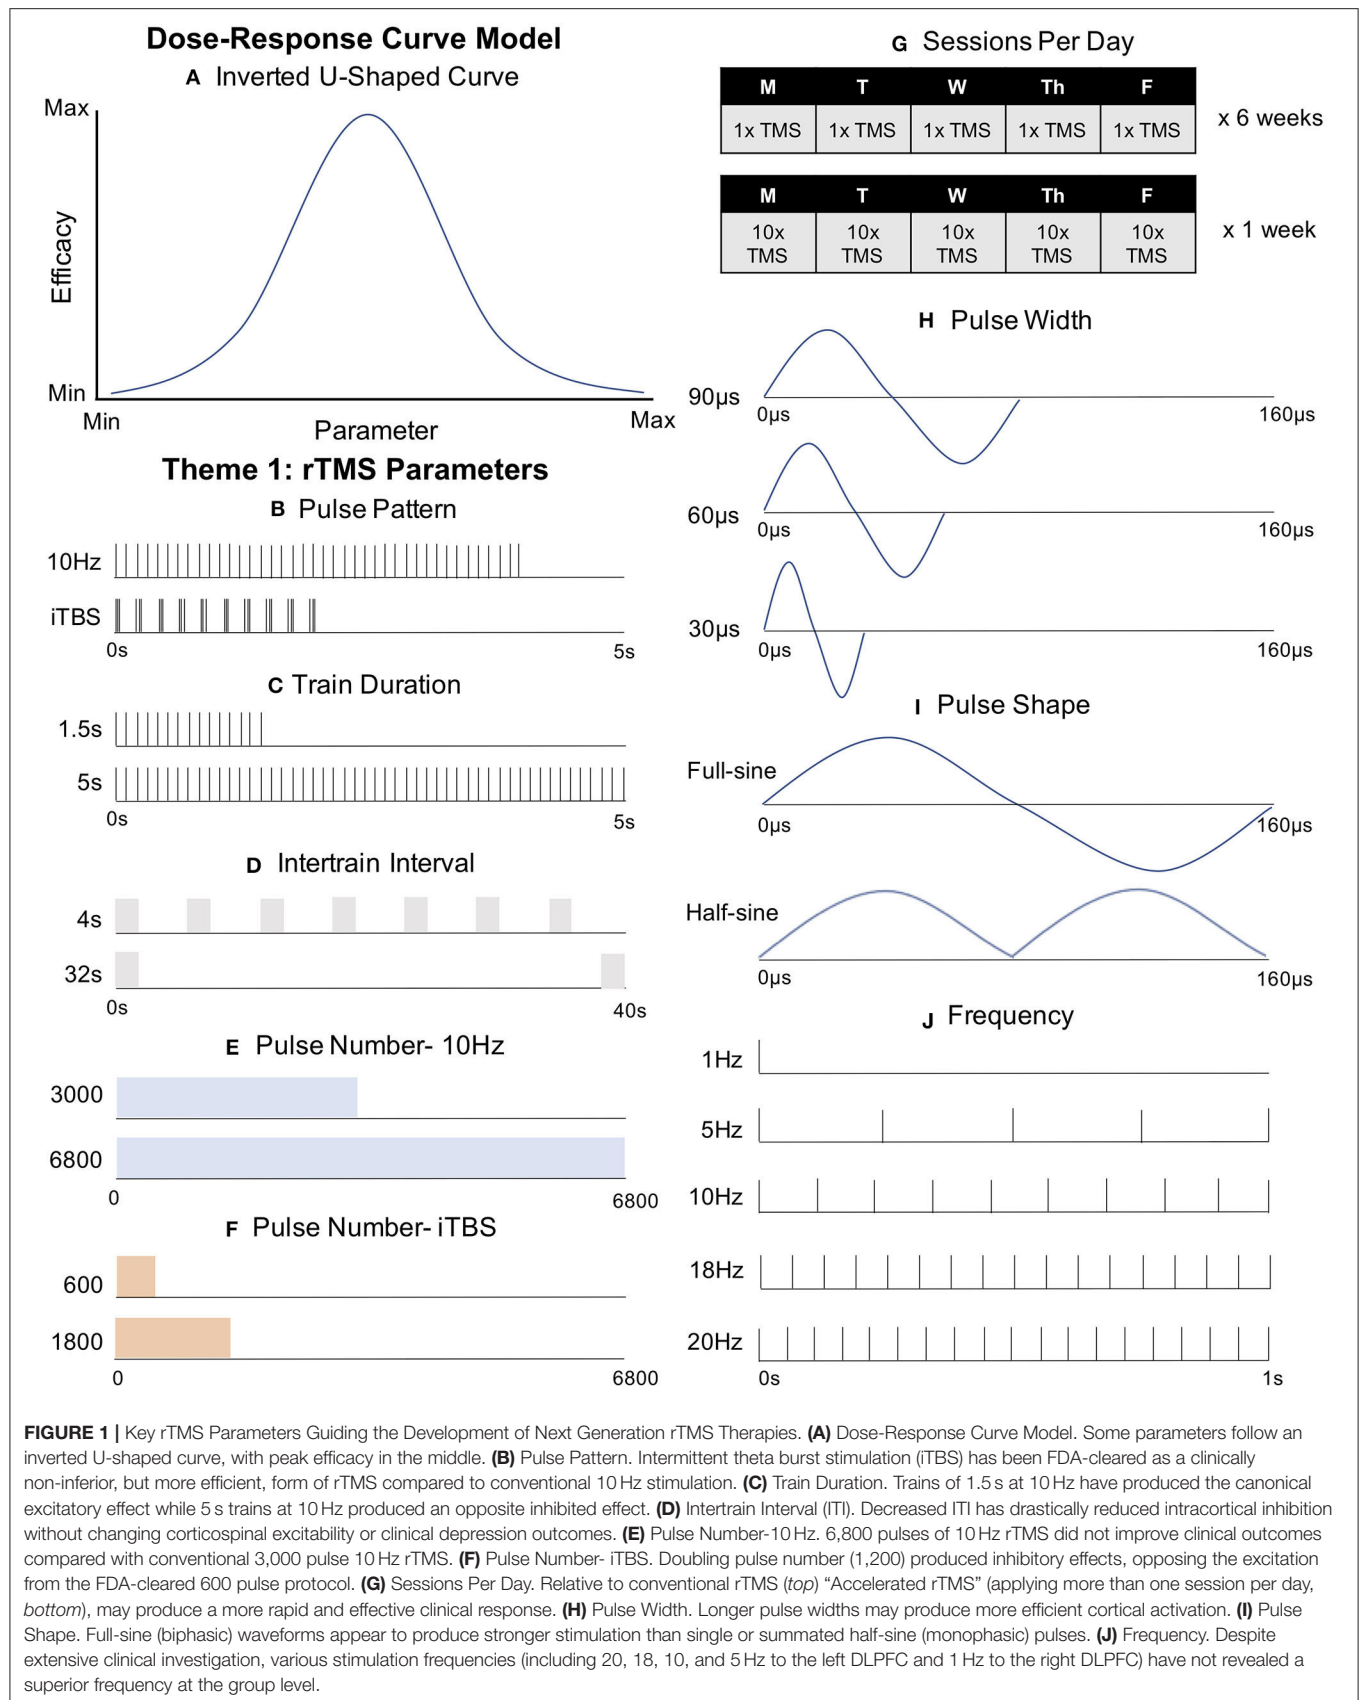 Dose-Response Curve Model
A Inverted U-Shaped Curve
Max
Efficacy
Min
Min
Max
Parameter
Theme 1: rTMS Parameters
B Pulse Pattern
10Hz
iTBS
0s
5s
C Train Duration
1.5s
5s
0s
5s
D Intertrain Interval
4s
32s
0s
40s
E Pulse Number- 10Hz
3000
6800
0
6800
F Pulse Number- iTBS
600
1800
0
6800
G Sessions Per Day
M T W Th F
1x TMS 1x TMS 1x TMS 1x TMS 1x TMS
x 6 weeks
M T W Th F
10x 10x 10x 10x 10x
TMS TMS TMS TMS TMS
x 1 week
H Pulse Width
90µs
0µs
160µs
60µs
0µs
160µs
30µs
0µs
160µs
I Pulse Shape
Full-sine
0µs
160µs
Half-sine
0µs
160µs
J Frequency
1Hz
5Hz
10Hz
18Hz
20Hz
0s
1s
FIGURE 1 | Key rTMS Parameters Guiding the Development of Next Generation rTMS Therapies. (A) Dose-Response Curve Model. Some parameters follow an
inverted U-shaped curve, with peak efficacy in the middle. (B) Pulse Pattern. Intermittent theta burst stimulation (iTBS) has been FDA-cleared as a clinically
non-inferior, but more efficient, form of rTMS compared to conventional 10 Hz stimulation. (C) Train Duration. Trains of 1.5 s at 10 Hz have produced the canonical
excitatory effect while 5 s trains at 10 Hz produced an opposite inhibited effect. (D) Intertrain Interval (ITI). Decreased ITI has drastically reduced intracortical inhibition
without changing corticospinal excitability or clinical depression outcomes. (E) Pulse Number-10 Hz. 6,800 pulses of 10 Hz rTMS did not improve clinical outcomes
compared with conventional 3,000 pulse 10 Hz rTMS. (F) Pulse Number- iTBS. Doubling pulse number (1,200) produced inhibitory effects, opposing the excitation
from the FDA-cleared 600 pulse protocol. (G) Sessions Per Day. Relative to conventional rTMS (top) “Accelerated rTMS” (applying more than one session per day,
bottom), may produce a more rapid and effective clinical response. (H) Pulse Width. Longer pulse widths may produce more efficient cortical activation. (I) Pulse
Shape. Full-sine (biphasic) waveforms appear to produce stronger stimulation than single or summated half-sine (monophasic) pulses. (J) Frequency. Despite
extensive clinical investigation, various stimulation frequencies (including 20, 18, 10, and 5 Hz to the left DLPFC and 1 Hz to the right DLPFC) have not revealed a
superior frequency at the group level.